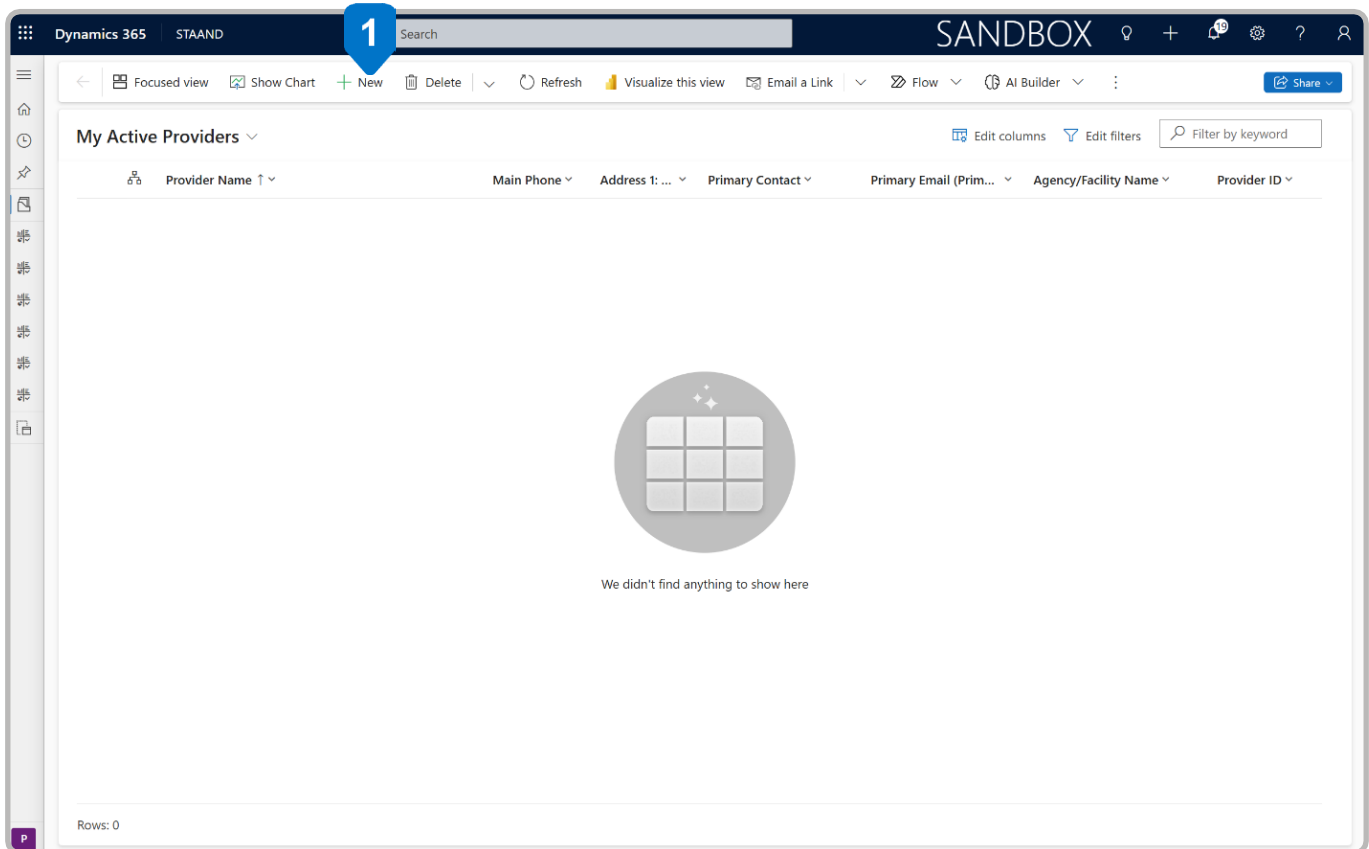 1
Dynamics 365 STAAND Search SANDBOX 19 ?
Focused view Show Chart New Delete Refresh Visualize this view Email a Link Flow AI Builder Share
My Active Providers Edit columns Edit filters Filter by keyword
Provider Name ↑ Main Phone Address 1: ... Primary Contact Primary Email (Prim... Agency/Facility Name Provider ID
We didn't find anything to show here
Rows: 0
P